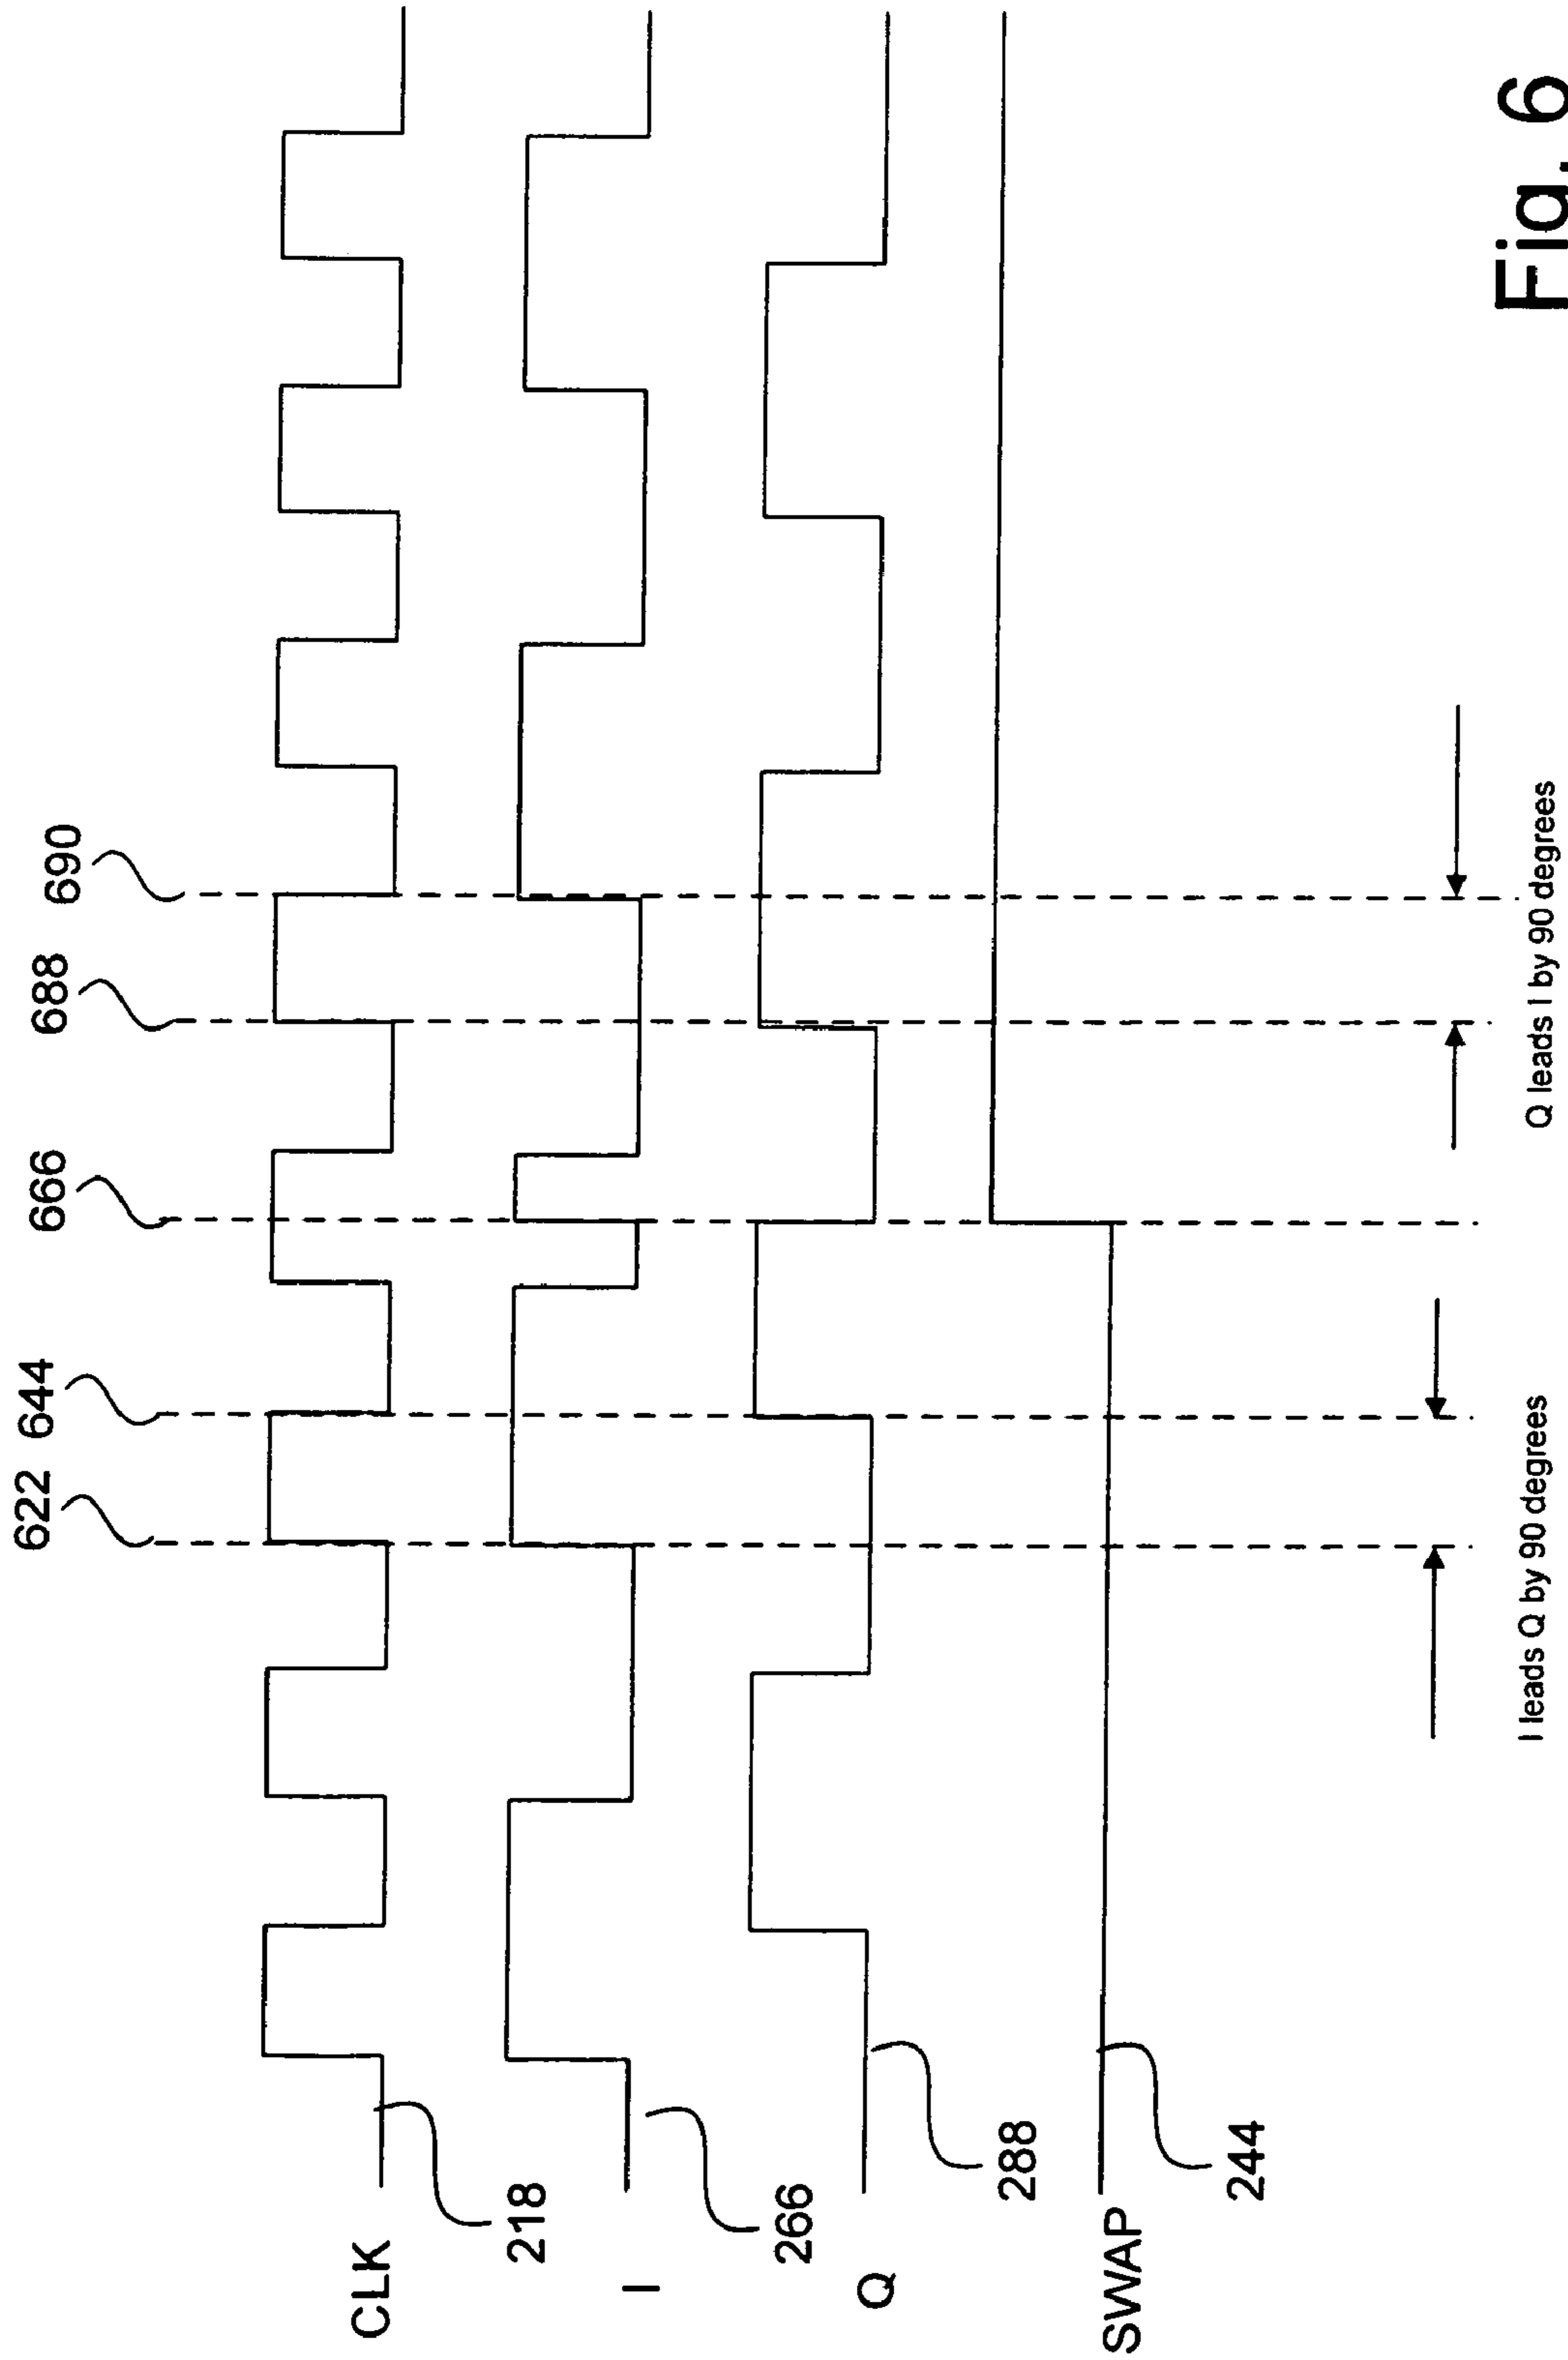 622
644
666
688
690
CLK
218
I
266
Q
288
SWAP
244
I leads Q by 90 degrees
Q leads I by 90 degrees
Fig. 6